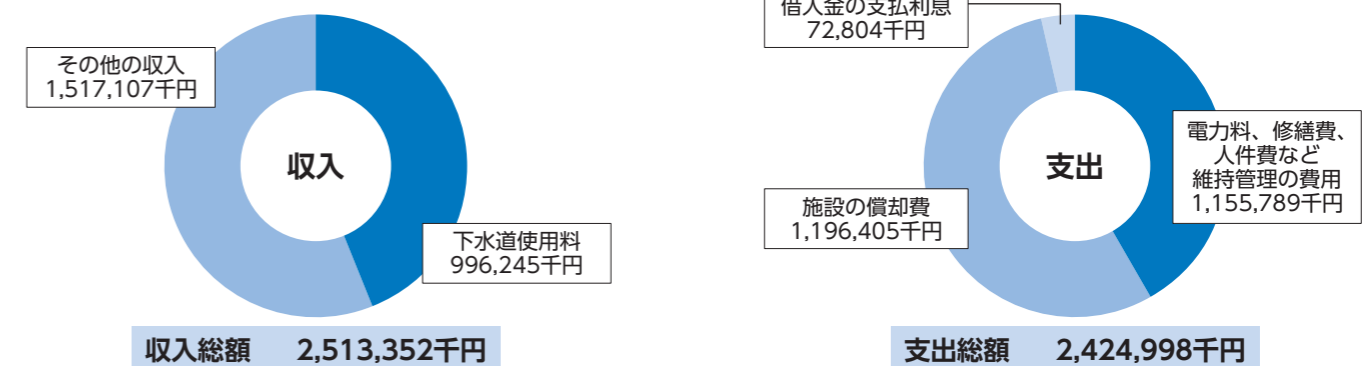 その他の収入
1,517,107千円
収入
下水道使用料
996,245千円
収入総額 2,513,352千円
借入金の支払利息
72,804千円
支出
電力料、修繕費、
人件費など
維持管理の費用
1,155,789千円
施設の償却費
1,196,405千円
支出総額 2,424,998千円